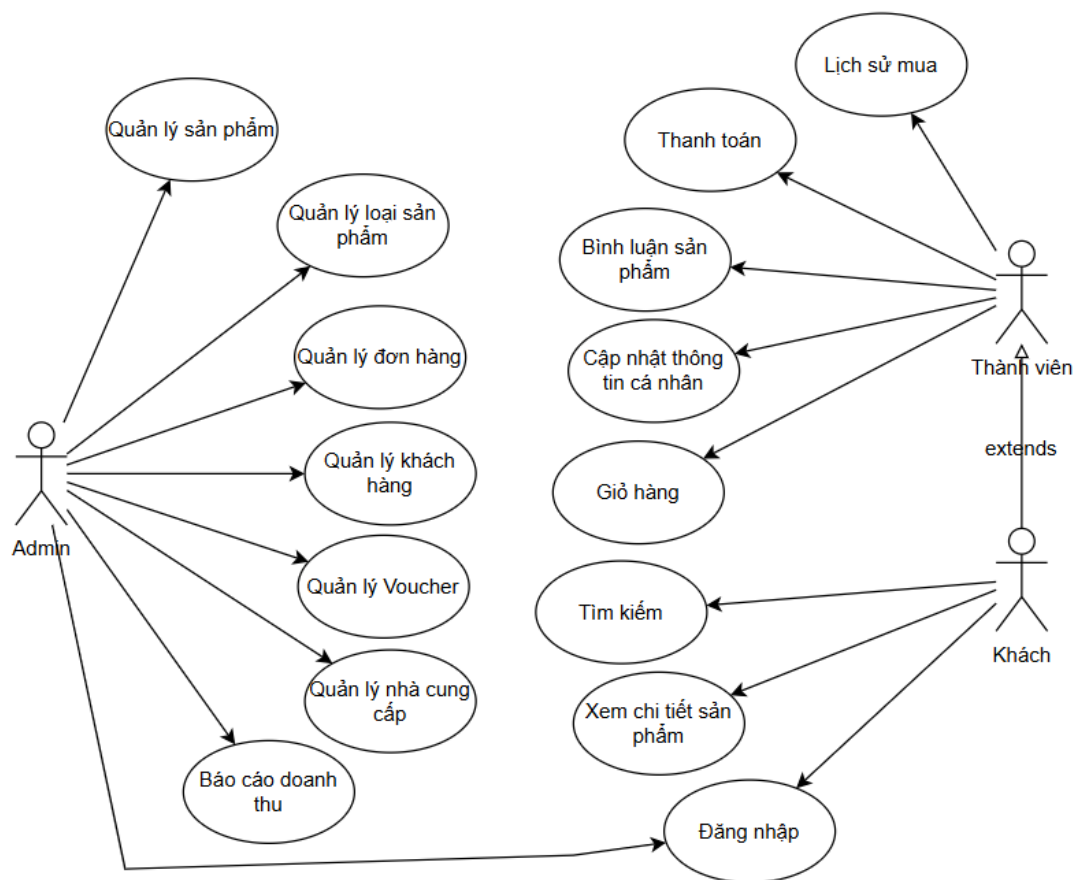 Lịch sử mua
Quản lý sản phẩm
Thanh toán
Quản lý loại sản
phẩm
Bình luận sản
phẩm
Quản lý đơn hàng
Cập nhật thông
tin cá nhân
Thành viên
extends
Quản lý khách
hàng
Giỏ hàng
Admin
Quản lý Voucher
Tìm kiếm
Khách
Quản lý nhà cung
cấp
Xem chi tiết sản
phẩm
Báo cáo doanh
thu
Đăng nhập